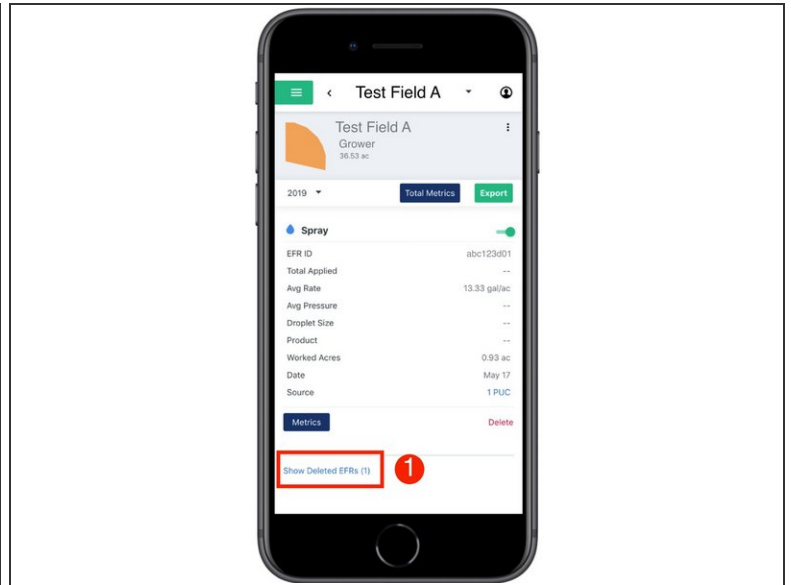 Test Field A
Test Field A
Grower
36.53 ac
2019 Total Metrics Export
Spray
EFR ID abc123d01
Total Applied --
Avg Rate 13.33 gal/ac
Avg Pressure --
Droplet Size --
Product --
Worked Acres 0.93 ac
Date May 17
Source 1 PUC
Metrics Delete
Show Deleted EFRs (1) 1